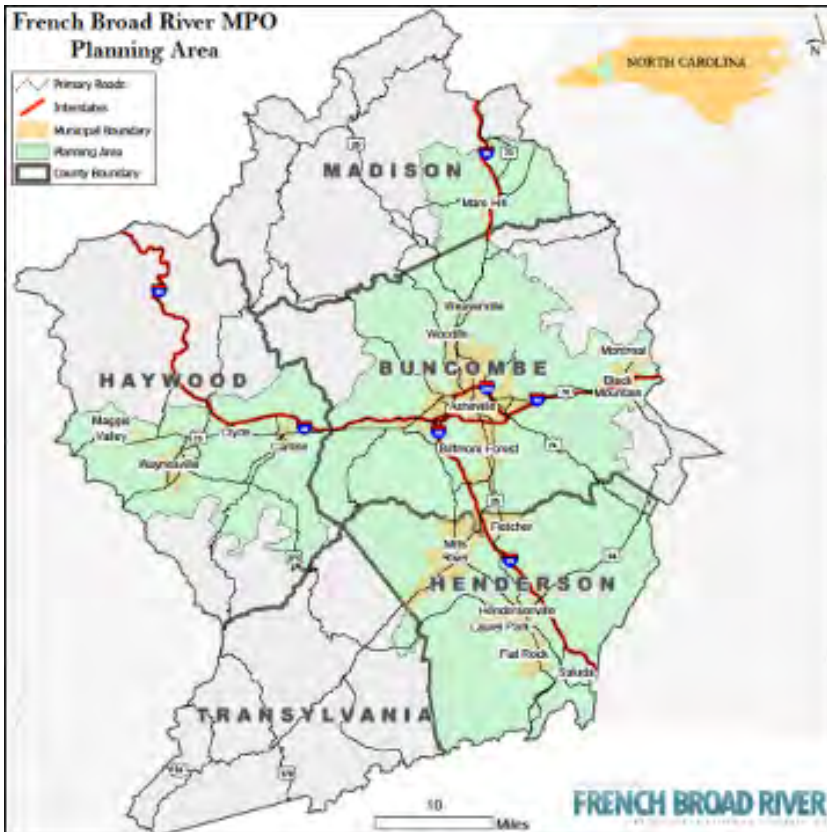 French Broad River MPO
Planning Area
Primary Roads
Interstates
Municipal Boundary
Planning Area
County Boundary
N
NORTH CAROLINA
MADISON
Mars Hill
Weaverville
Woodfin
BUNCOMBE
Montreat
Black
Mountain
HAYWOOD
Asheville
Maggie
Valley
Clyde
Canton
Waynesville
Biltmore Forest
Fletcher
Mills
River
HENDERSON
Hendersonville
Laurel Park
Flat Rock
Saluda
TRANSYLVANIA
10
Miles
FRENCH BROAD RIVER